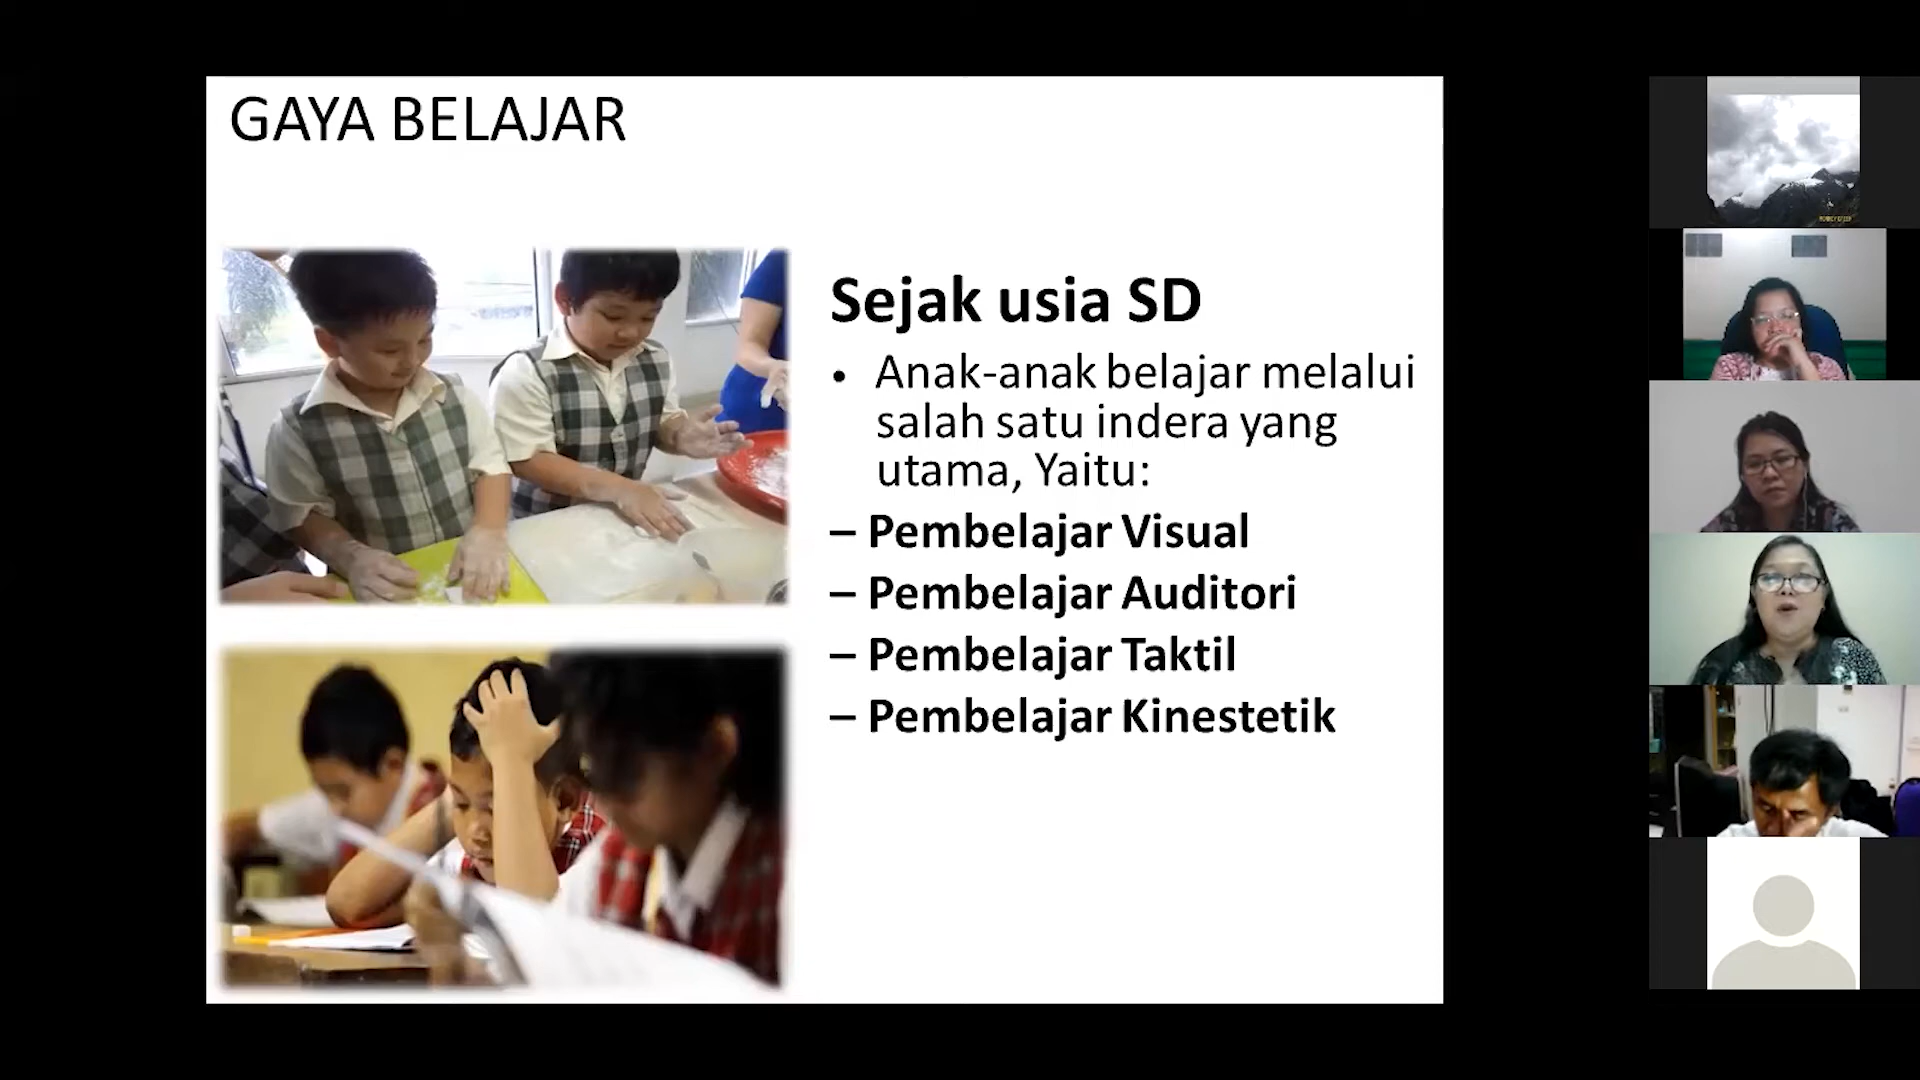 GAYA BELAJAR
Sejak usia SD
• Anak-anak belajar melalui
salah satu indera yang
utama, Yaitu:
– Pembelajar Visual
– Pembelajar Auditori
– Pembelajar Taktil
– Pembelajar Kinestetik